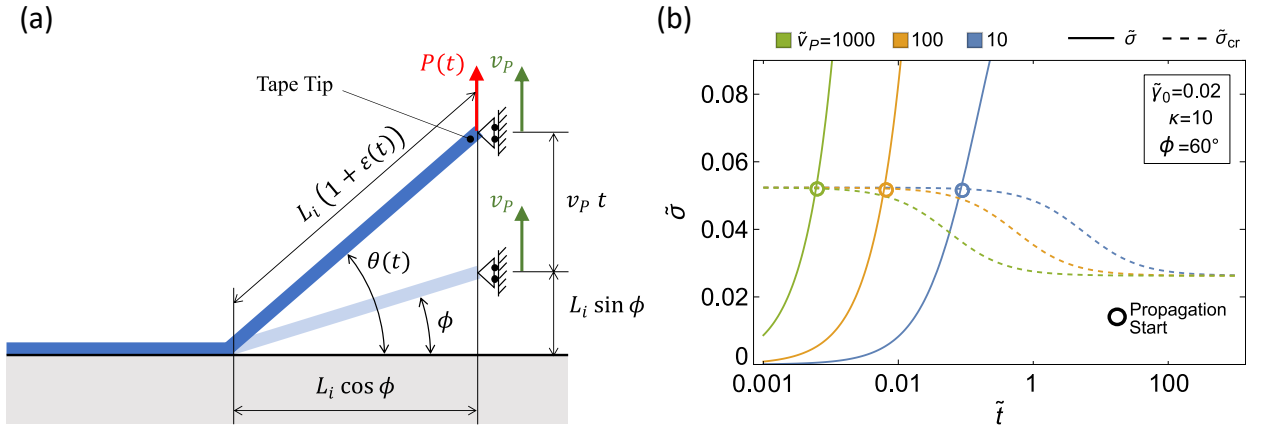 (a)
P(t)
v_P
Tape Tip
L_i(1 + ε(t))
v_P t
v_P
θ(t)
ϕ
L_i sin ϕ
L_i cos ϕ
(b)
ṽ_P=1000 100 10 σ̃ σ̃_cr
0.08
γ̃_0=0.02
κ=10
ϕ=60°
0.06
σ̃
0.04
0.02
Propagation
Start
0
0.001 0.01 1 100
t̃